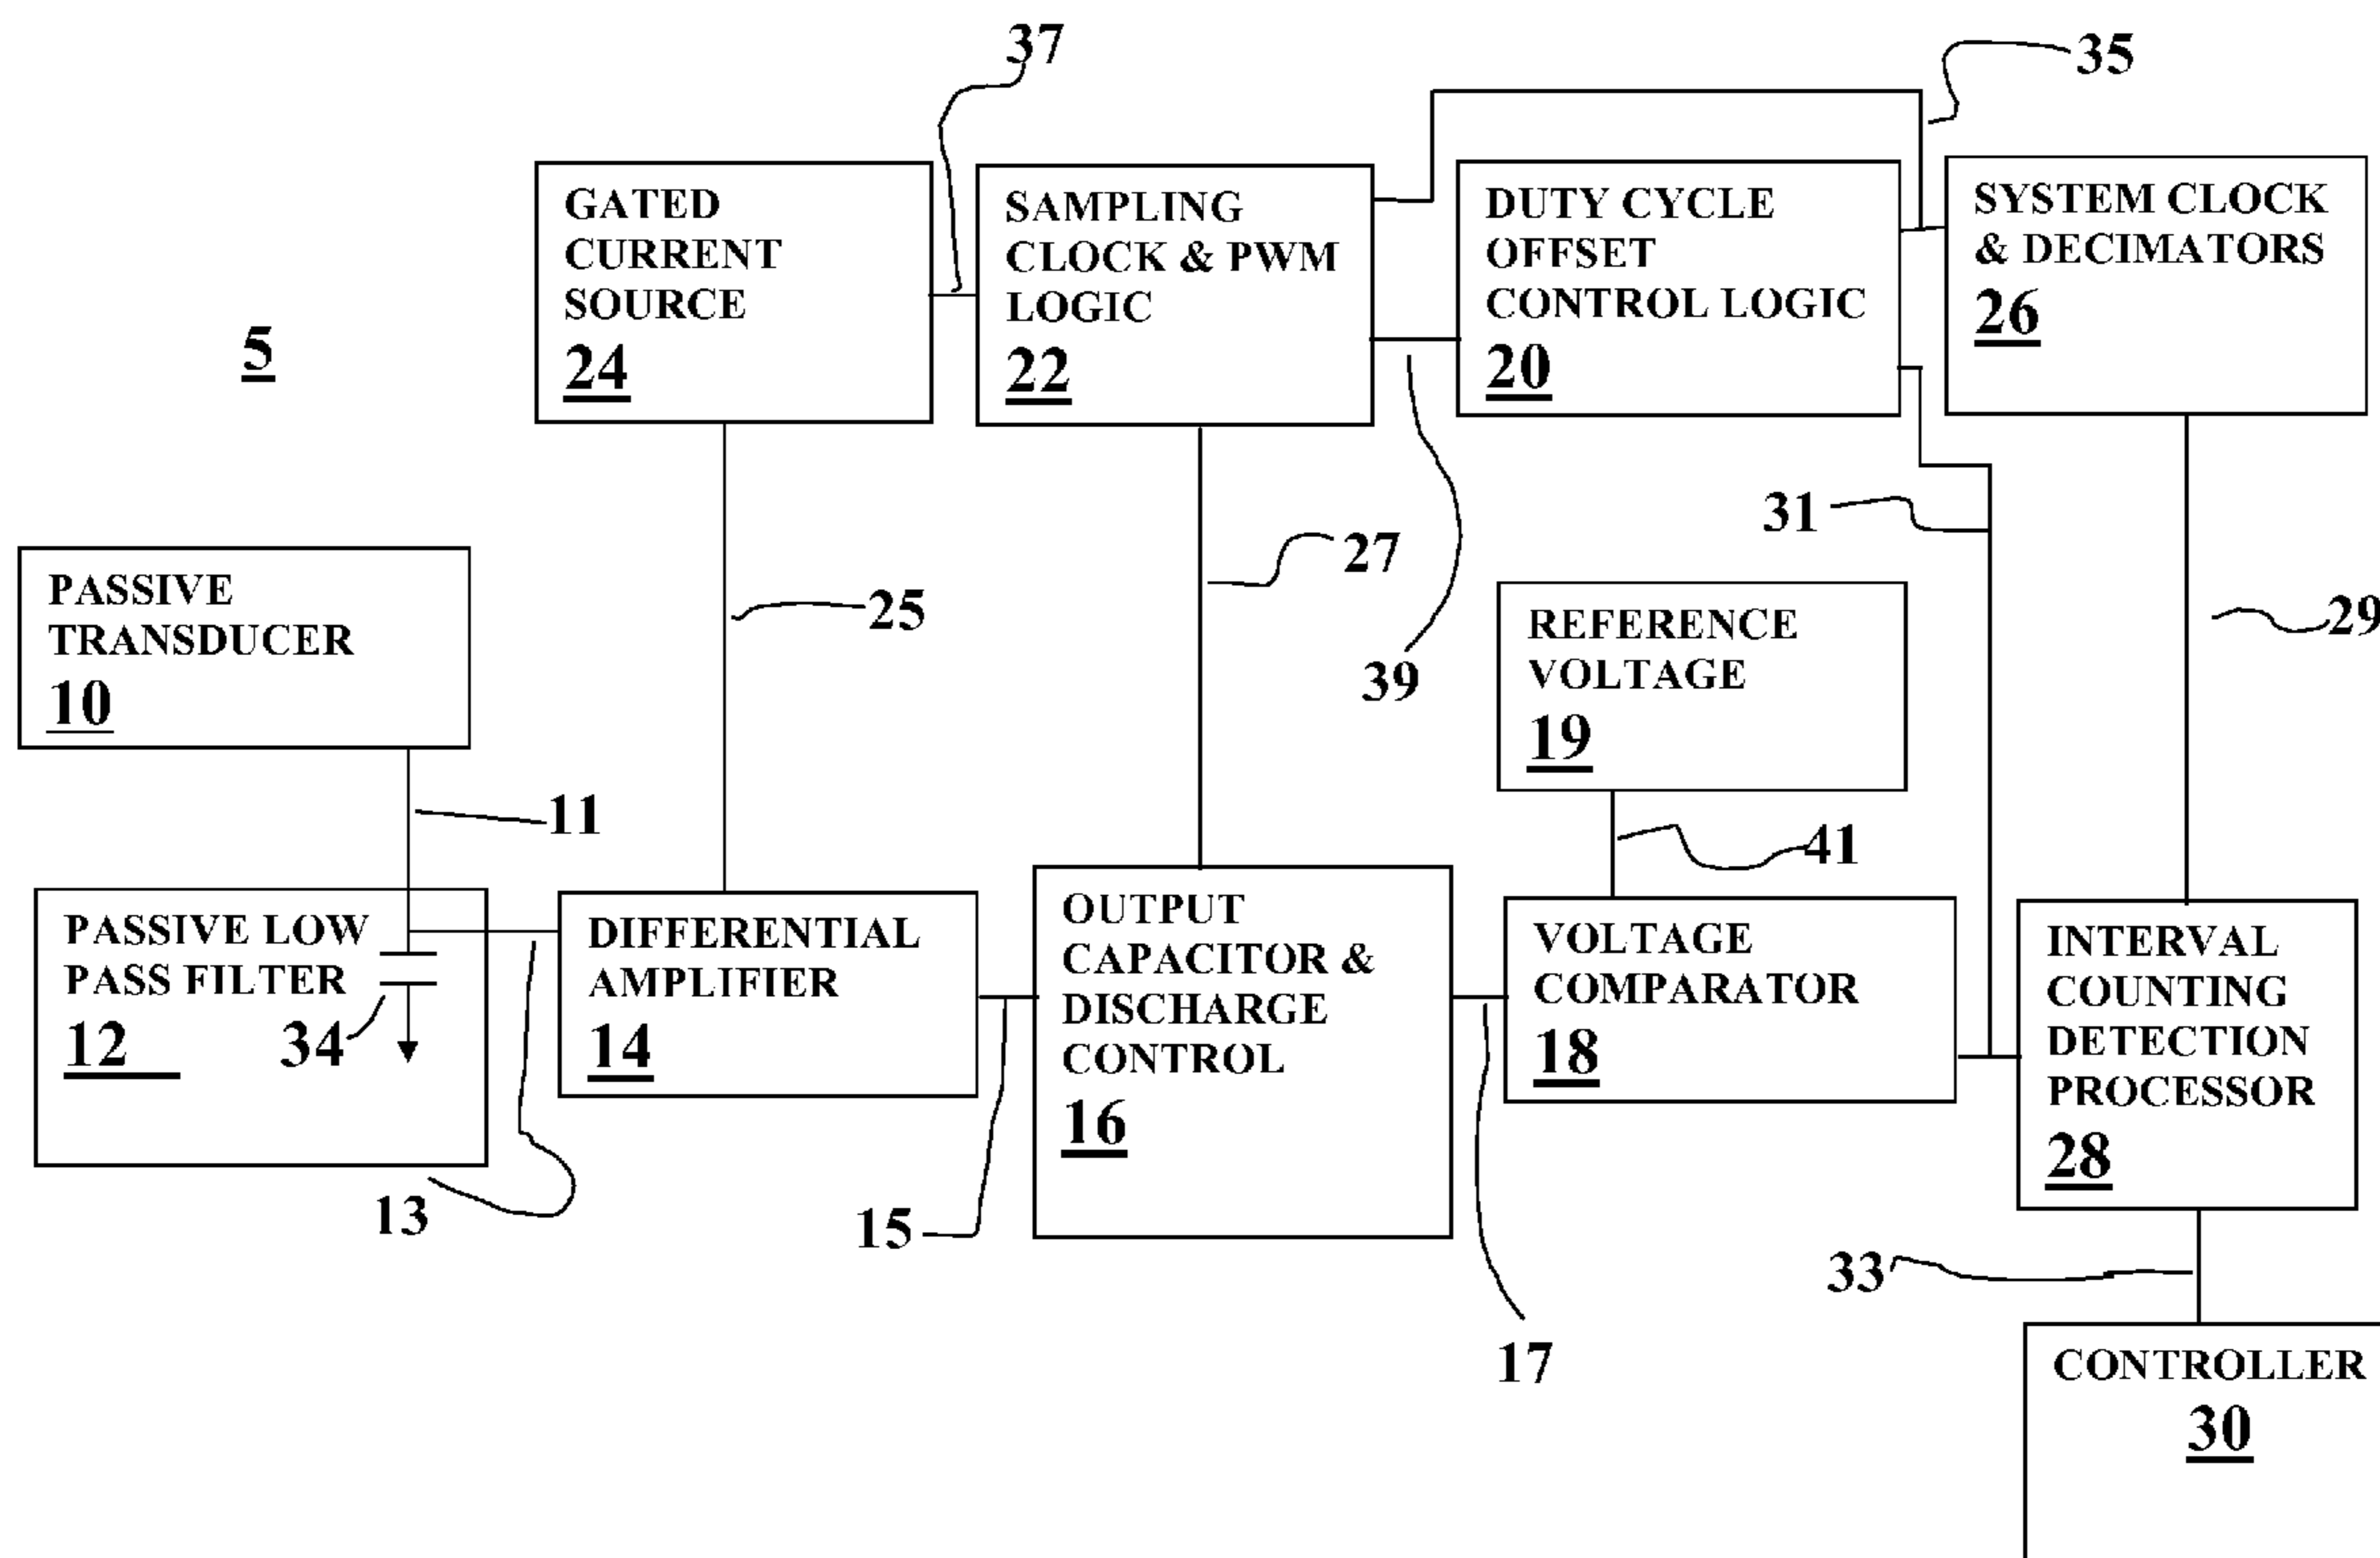 37
35
GATED
CURRENT
SOURCE
24
SAMPLING
CLOCK & PWM
LOGIC
22
DUTY CYCLE
OFFSET
CONTROL LOGIC
20
SYSTEM CLOCK
& DECIMATORS
26
5
31
27
25
39
29
PASSIVE
TRANSDUCER
10
REFERENCE
VOLTAGE
19
11
41
PASSIVE LOW
PASS FILTER
12
34
DIFFERENTIAL
AMPLIFIER
14
OUTPUT
CAPACITOR &
DISCHARGE
CONTROL
16
VOLTAGE
COMPARATOR
18
INTERVAL
COUNTING
DETECTION
PROCESSOR
28
13
15
17
33
CONTROLLER
30